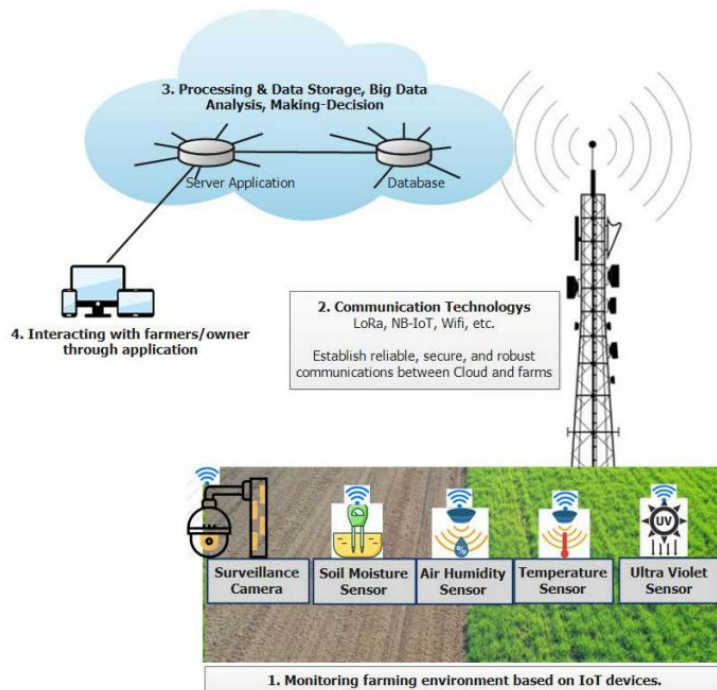 3. Processing & Data Storage, Big Data
Analysis, Making-Decision
Server Application
Database
2. Communication Technologys
LoRa, NB-IoT, Wifi, etc.
Establish reliable, secure, and robust
communications between Cloud and farms
4. Interacting with farmers/owner
through application
UV
%
Surveillance
Camera
Soil Moisture
Sensor
Air Humidity
Sensor
Temperature
Sensor
Ultra Violet
Sensor
1. Monitoring farming environment based on IoT devices.